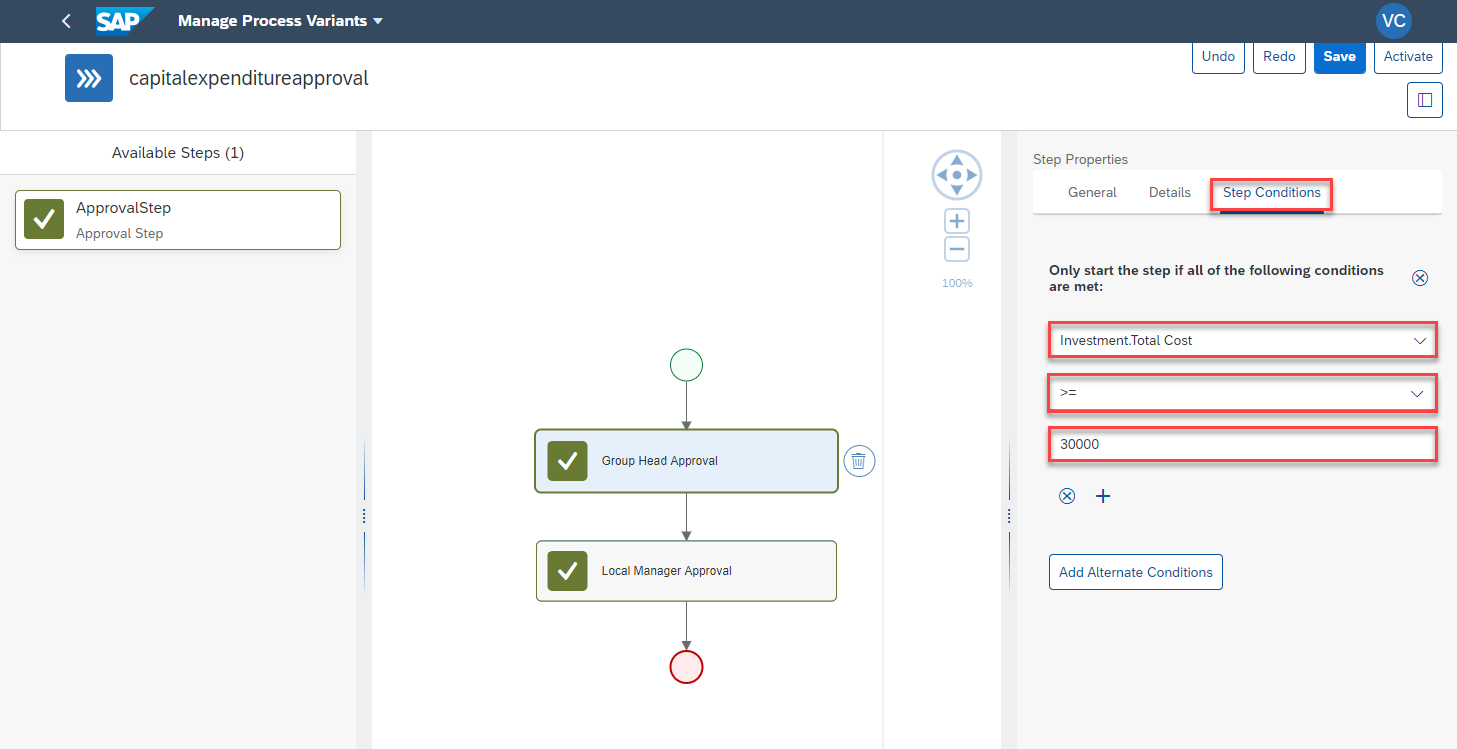 SAP Manage Process Variants
VC
capitalexpenditureapproval
Undo Redo Save Activate
Available Steps (1)
ApprovalStep
Approval Step
100%
Group Head Approval
Local Manager Approval
Step Properties
General Details Step Conditions
Only start the step if all of the following conditions
are met:
Investment.Total Cost
>=
30000
Add Alternate Conditions